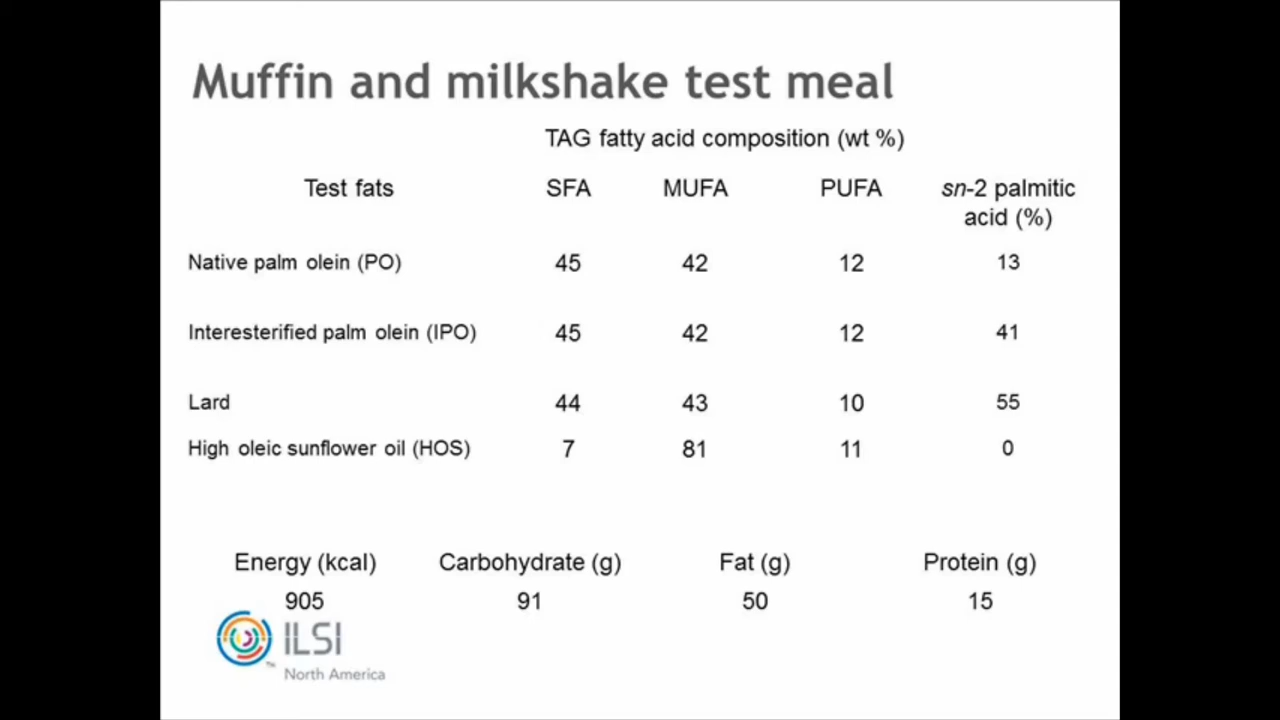 Muffin and milkshake test meal
TAG fatty acid composition (wt %)
Test fats SFA MUFA PUFA sn-2 palmitic
acid (%)
Native palm olein (PO) 45 42 12 13
Interesterified palm olein (IPO) 45 42 12 41
Lard 44 43 10 55
High oleic sunflower oil (HOS) 7 81 11 0
Energy (kcal) Carbohydrate (g) Fat (g) Protein (g)
905 91 50 15
ILSI
TM
North America